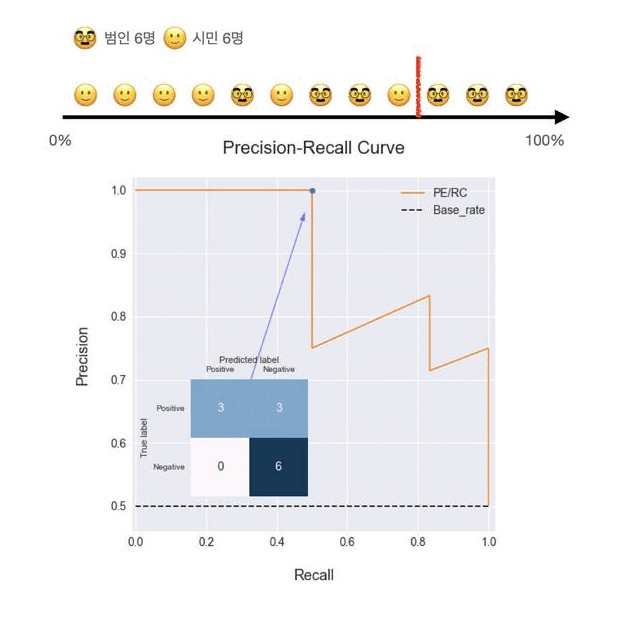 범인 6명 시민 6명
0% 100%
Precision-Recall Curve
PE/RC
Base_rate
1.0
0.9
0.8
0.7
0.6
0.5
Precision
Predicted label
Positive Negative
True label
Positive 3 3
Negative 0 6
0.0 0.2 0.4 0.6 0.8 1.0
Recall